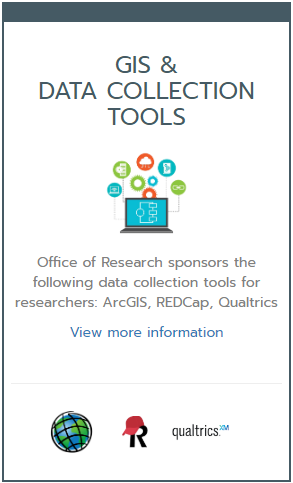 GIS &
DATA COLLECTION
TOOLS
Office of Research sponsors the
following data collection tools for
researchers: ArcGIS, REDCap, Qualtrics
View more information
R
qualtrics.XM